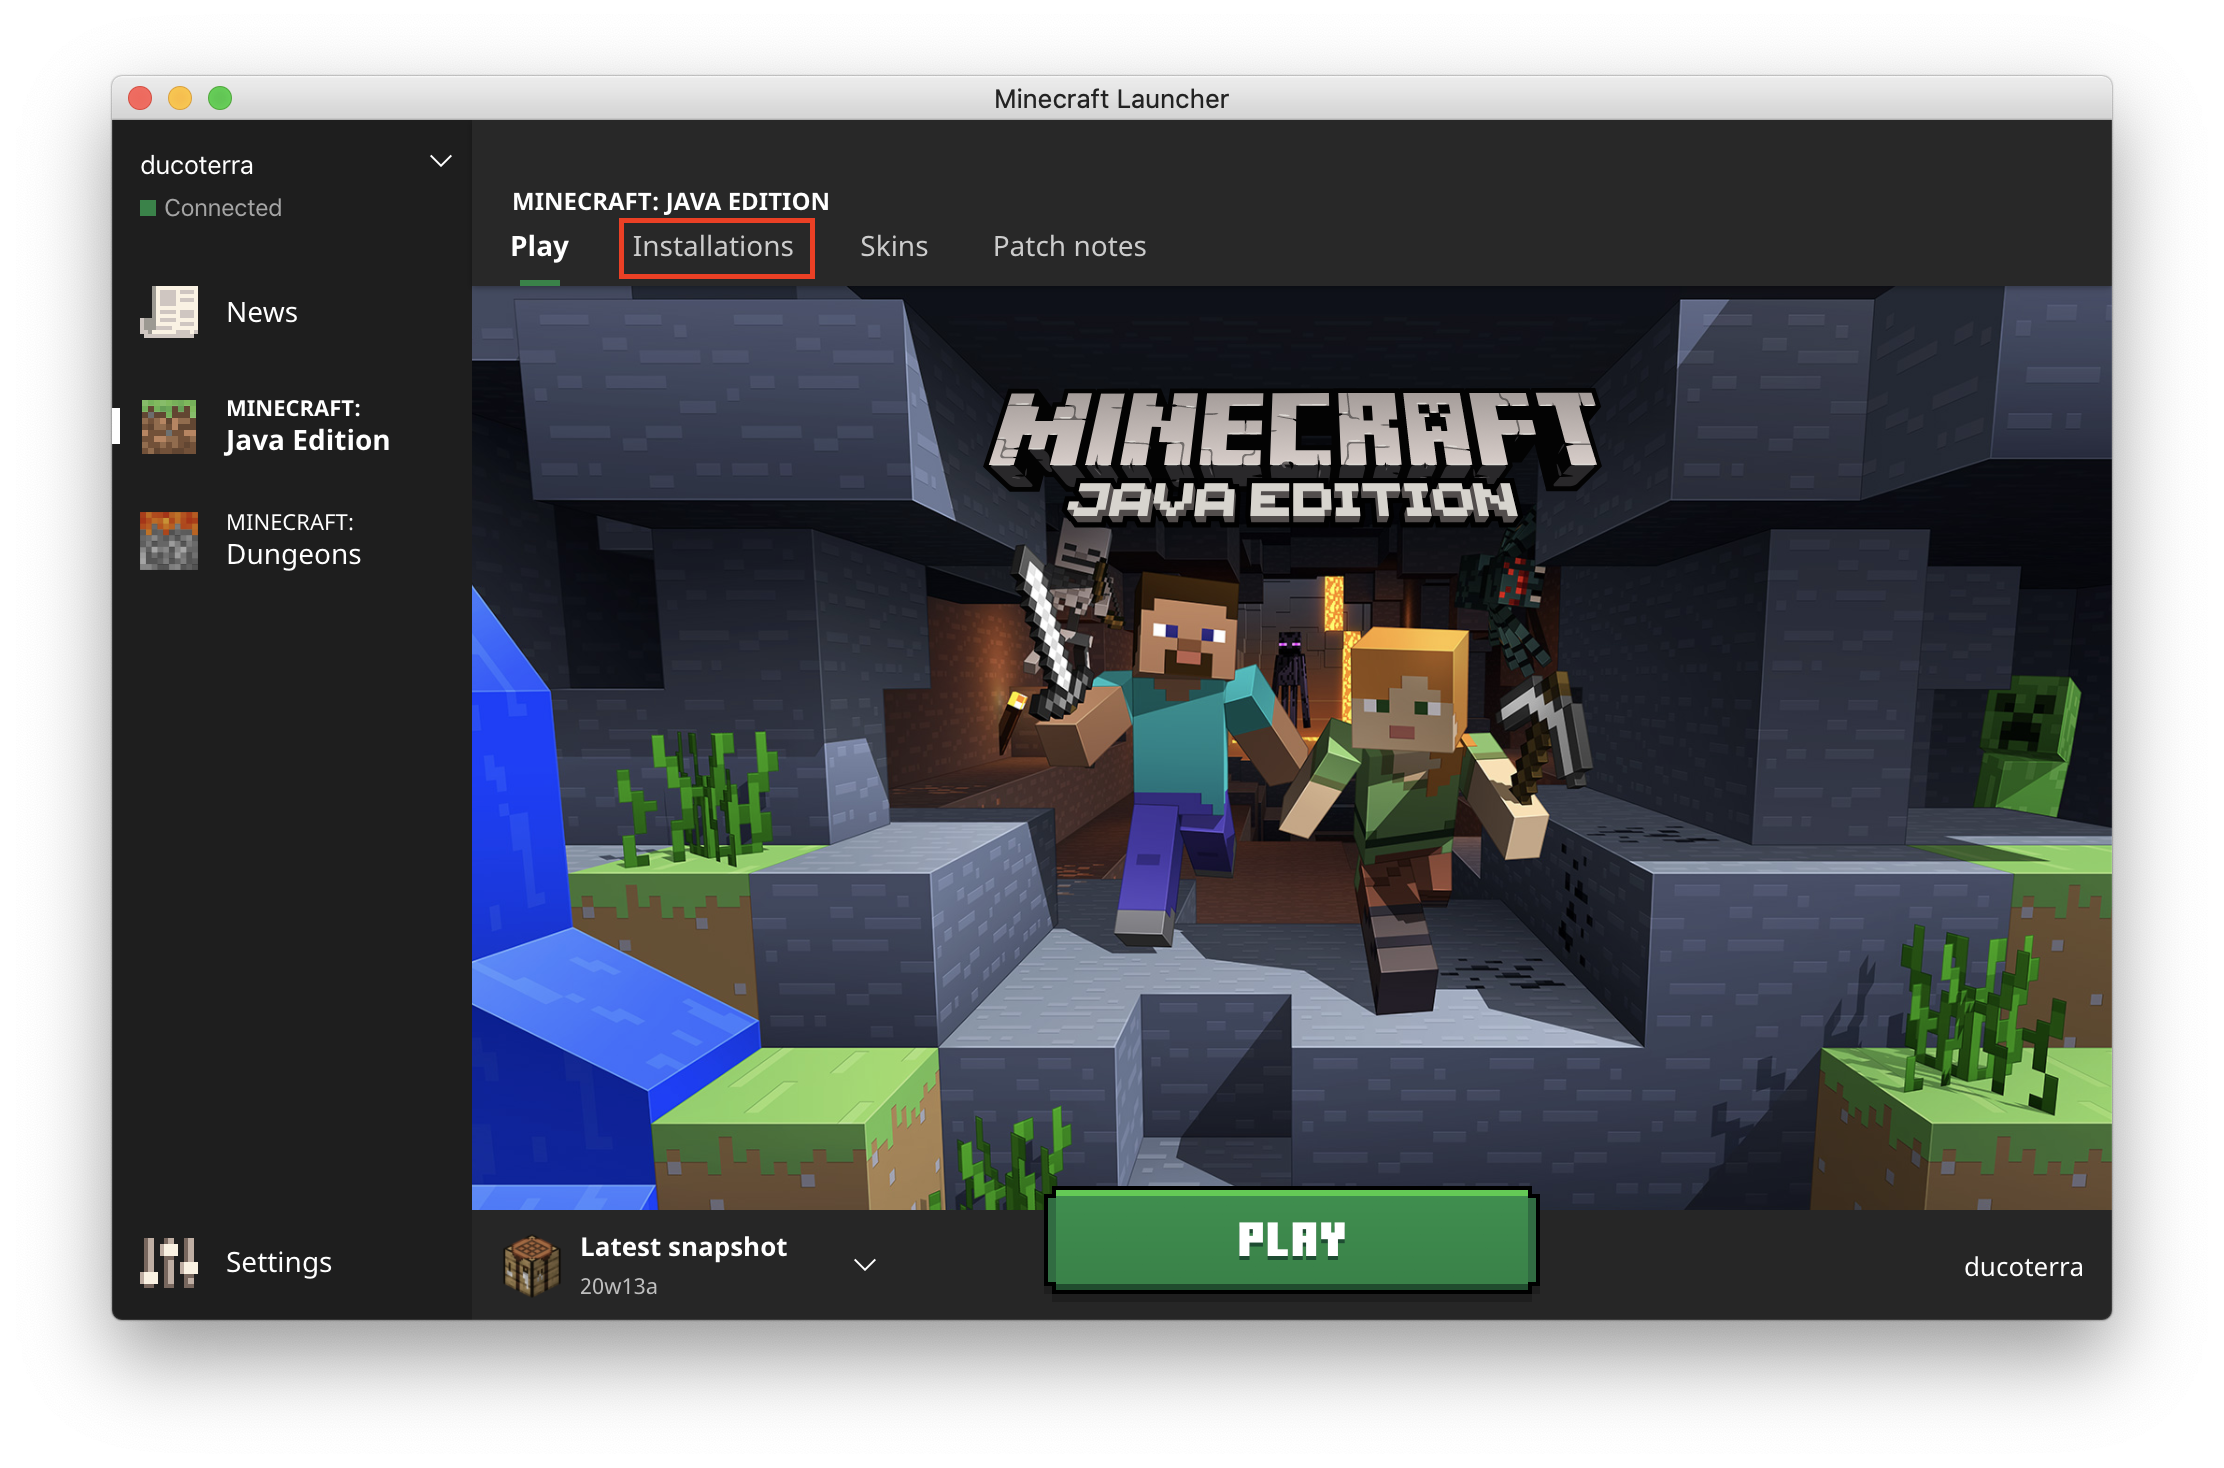 Minecraft Launcher
ducoterra
Connected
News
MINECRAFT:
Java Edition
MINECRAFT:
Dungeons
Settings
MINECRAFT: JAVA EDITION
Play Installations Skins Patch notes
MINECRAFT
JAVA EDITION
Latest snapshot
20w13a
PLAY
ducoterra